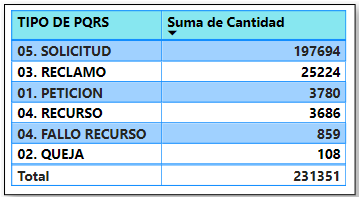 TIPO DE PQRS Suma de Cantidad
05. SOLICITUD 197694
03. RECLAMO 25224
01. PETICION 3780
04. RECURSO 3686
04. FALLO RECURSO 859
02. QUEJA 108
Total 231351